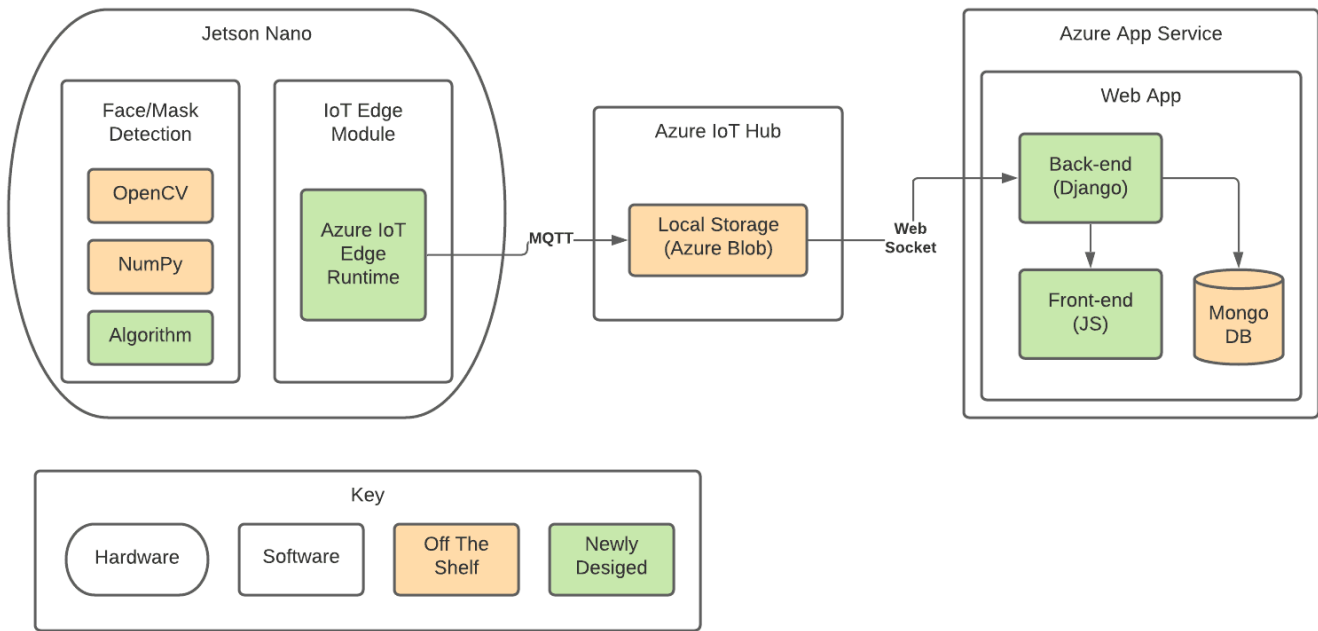 Jetson Nano
Face/Mask
Detection
OpenCV
NumPy
Algorithm
IoT Edge
Module
Azure IoT
Edge
Runtime
MQTT
Azure IoT Hub
Local Storage
(Azure Blob)
Web
Socket
Azure App Service
Web App
Back-end
(Django)
Front-end
(JS)
Mongo
DB
Key
Hardware
Software
Off The
Shelf
Newly
Desiged